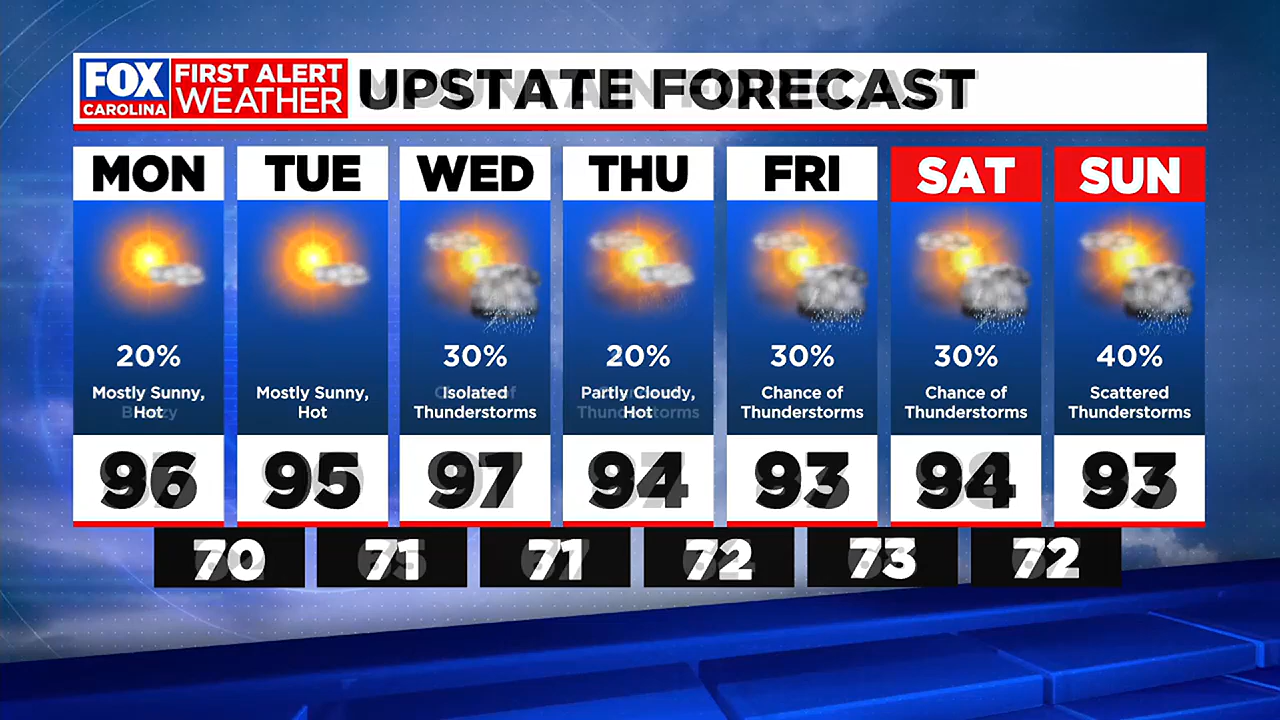 FOX
CAROLINA
FIRST ALERT
WEATHER
UPSTATE FORECAST
MON
TUE
WED
THU
FRI
SAT
SUN
20%
30%
20%
30%
30%
40%
Mostly Sunny,
Hot
Mostly Sunny,
Hot
Isolated
Thunderstorms
Partly Cloudy,
Hot
Chance of
Thunderstorms
Chance of
Thunderstorms
Scattered
Thunderstorms
96
95
97
94
93
94
93
70
71
71
72
73
72